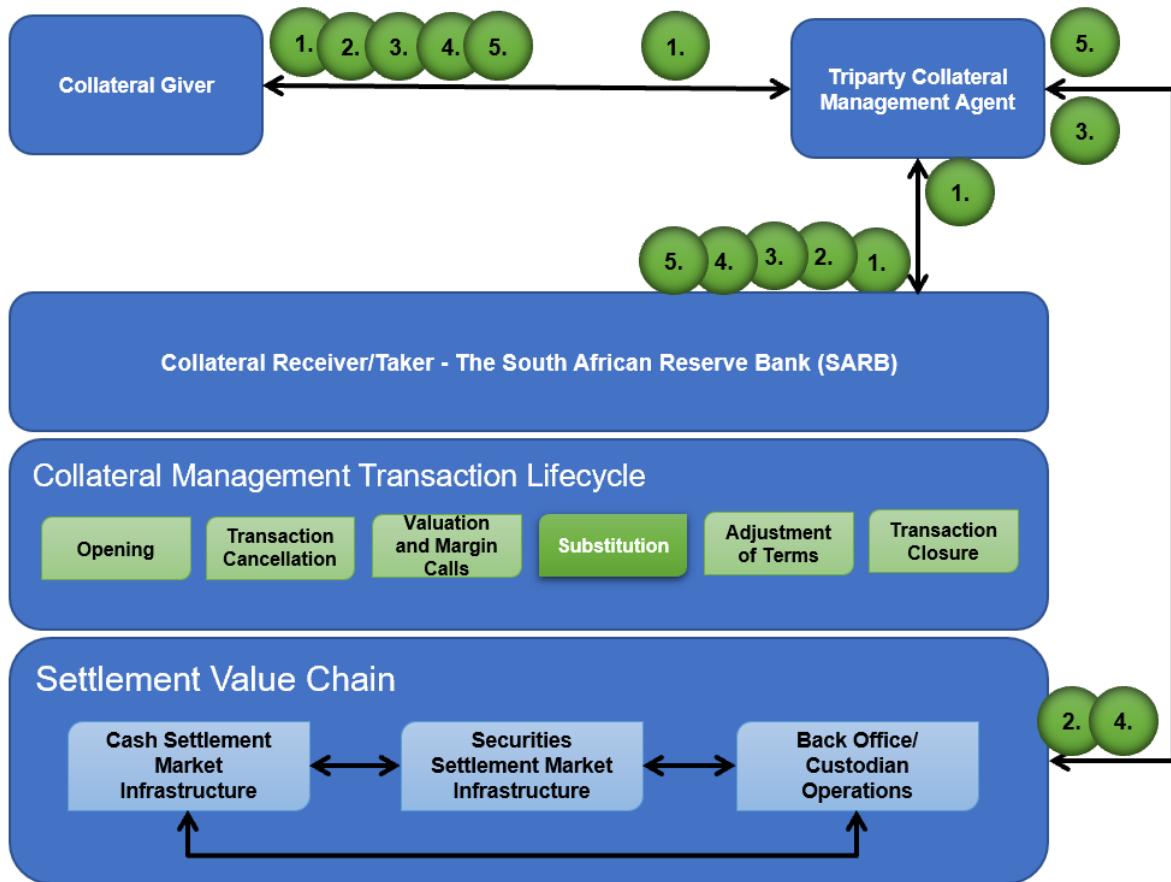 1.
2.
3.
4.
5.
1.
5.
Collateral Giver
Triparty Collateral
Management Agent
3.
1.
5.
4.
3.
2.
1.
Collateral Receiver/Taker - The South African Reserve Bank (SARB)
Collateral Management Transaction Lifecycle
Opening
Transaction
Cancellation
Valuation
and Margin
Calls
Substitution
Adjustment
of Terms
Transaction
Closure
Settlement Value Chain
2.
4.
Cash Settlement
Market
Infrastructure
Securities
Settlement Market
Infrastructure
Back Office/
Custodian
Operations